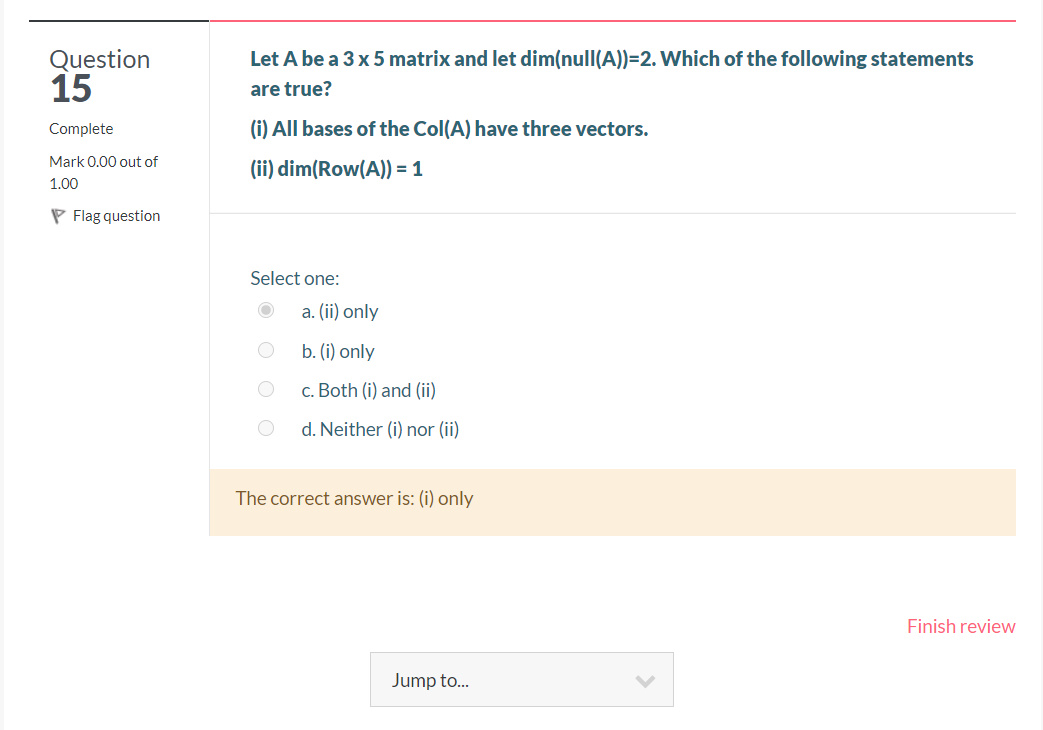 Question
15
Complete
Mark 0.00 out of
1.00
Flag question
Let A be a 3 x 5 matrix and let dim(null(A))=2. Which of the following statements
are true?
(i) All bases of the Col(A) have three vectors.
(ii) dim(Row(A)) = 1
Select one:
a. (ii) only
b. (i) only
c. Both (i) and (ii)
d. Neither (i) nor (ii)
The correct answer is: (i) only
Finish review
Jump to...